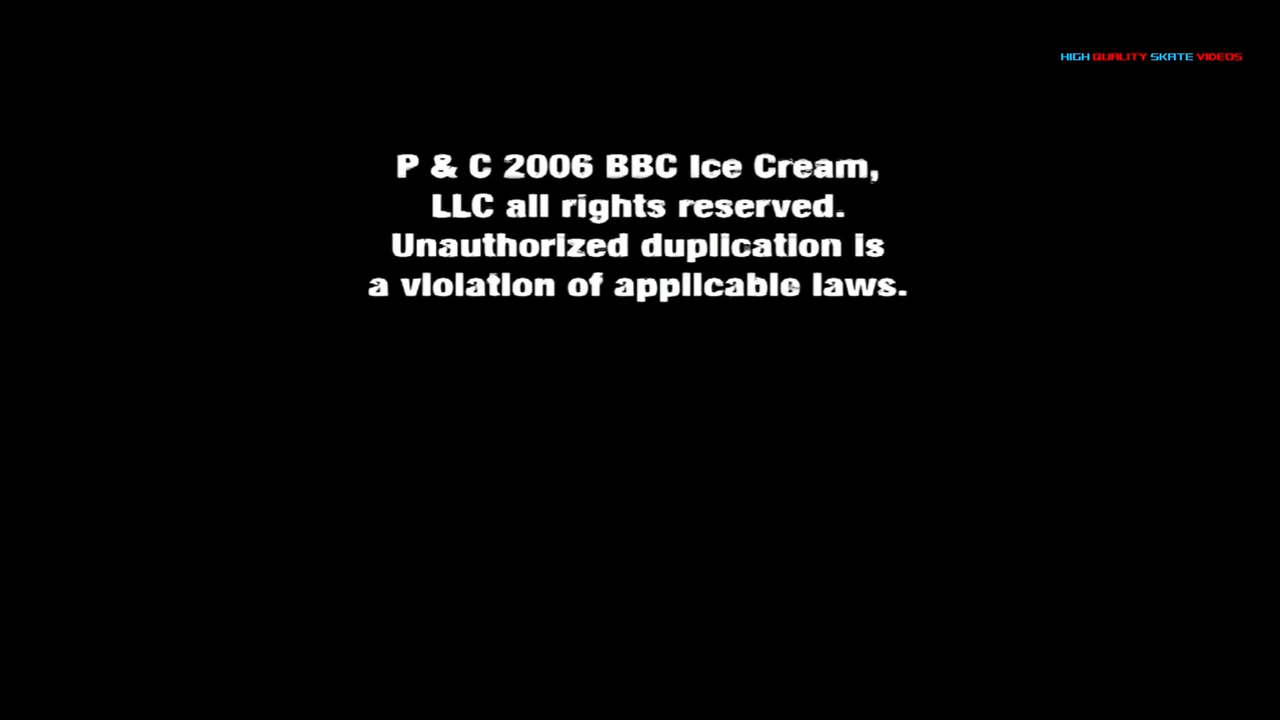 HIGH QUALITY SKATE VIDEOS
P & C 2006 BBC Ice Cream,
LLC all rights reserved.
Unauthorized duplication is
a violation of applicable laws.